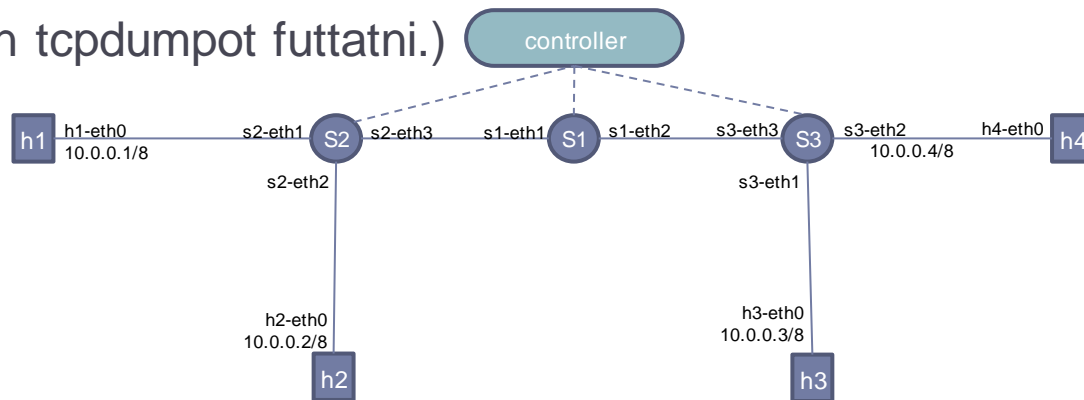 n tcpdumpot futtatni.)
controller
h1
h1-eth0
10.0.0.1/8
s2-eth1
S2
s2-eth3
s1-eth1
S1
s1-eth2
s3-eth3
S3
s3-eth2
10.0.0.4/8
h4-eth0
h4
s2-eth2
s3-eth1
h2-eth0
10.0.0.2/8
h2
h3-eth0
10.0.0.3/8
h3